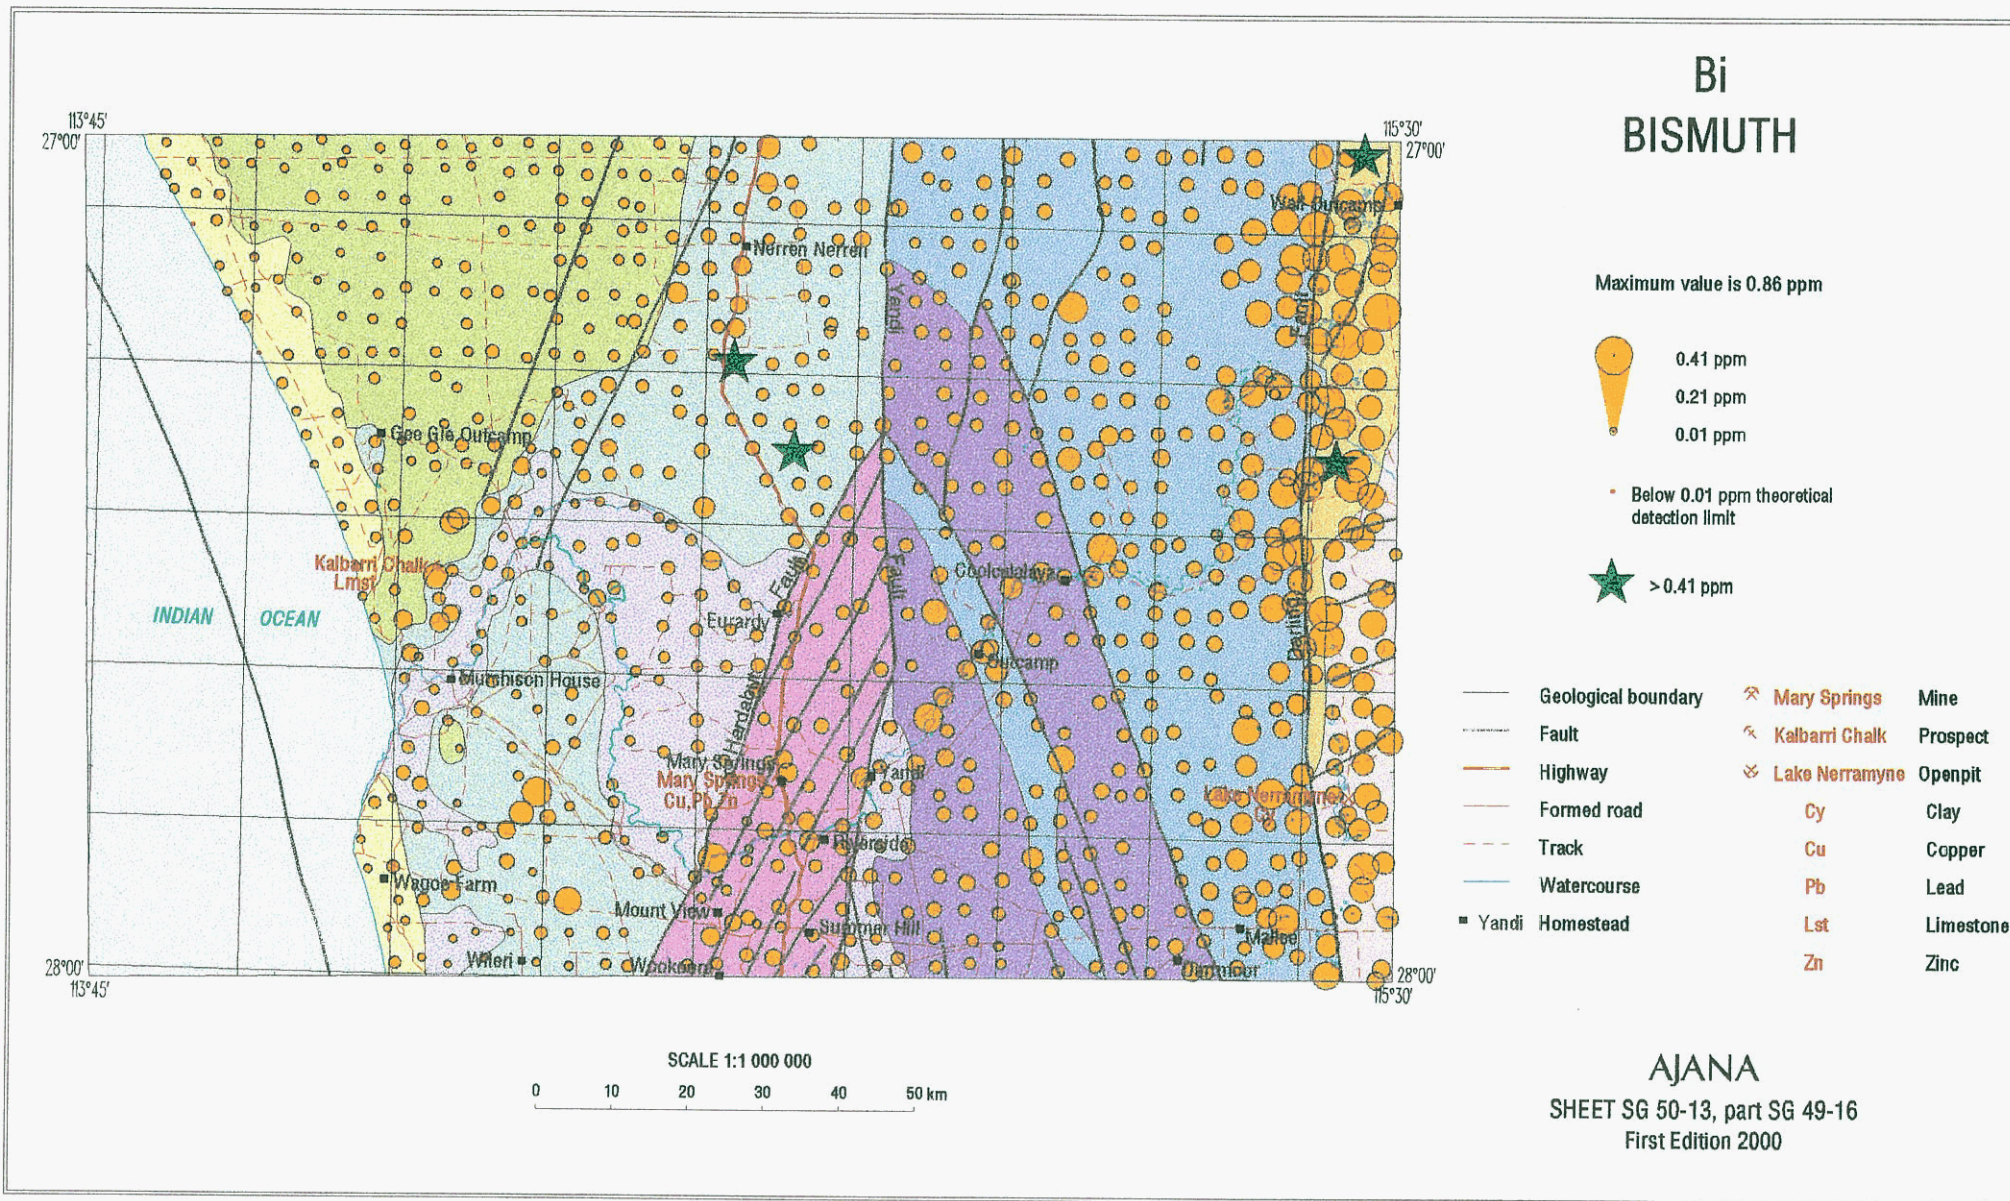 Bi
BISMUTH
113°45'
27°00'
115°30'
27°00'
Wall Outcamp
Nerren Nerren
Yandi
Fault
Gee Gie Outcamp
Kalbarri Chalk
Lmst
INDIAN OCEAN
Fault
Fault
Coolcalalaya
Eurardy
Outcamp
Murchison House
Hardabut
Darling
Mary Springs
Mary Springs
Cu,Pb,Zn
Yandi
Lake Nerramyne
Cy
Riverside
Wagoe Farm
Mount View
Summer Hill
Mallee
Wileri
Dartmoor
28°00'
113°45'
28°00'
115°30'
Maximum value is 0.86 ppm
0.41 ppm
0.21 ppm
0.01 ppm
Below 0.01 ppm theoretical
detection limit
>0.41 ppm
Geological boundary
Fault
Highway
Formed road
Track
Watercourse
Yandi Homestead
Mary Springs Mine
Kalbarri Chalk Prospect
Lake Nerramyne Openpit
Cy Clay
Cu Copper
Pb Lead
Lst Limestone
Zn Zinc
SCALE 1:1 000 000
0 10 20 30 40 50 km
AJANA
SHEET SG 50-13, part SG 49-16
First Edition 2000